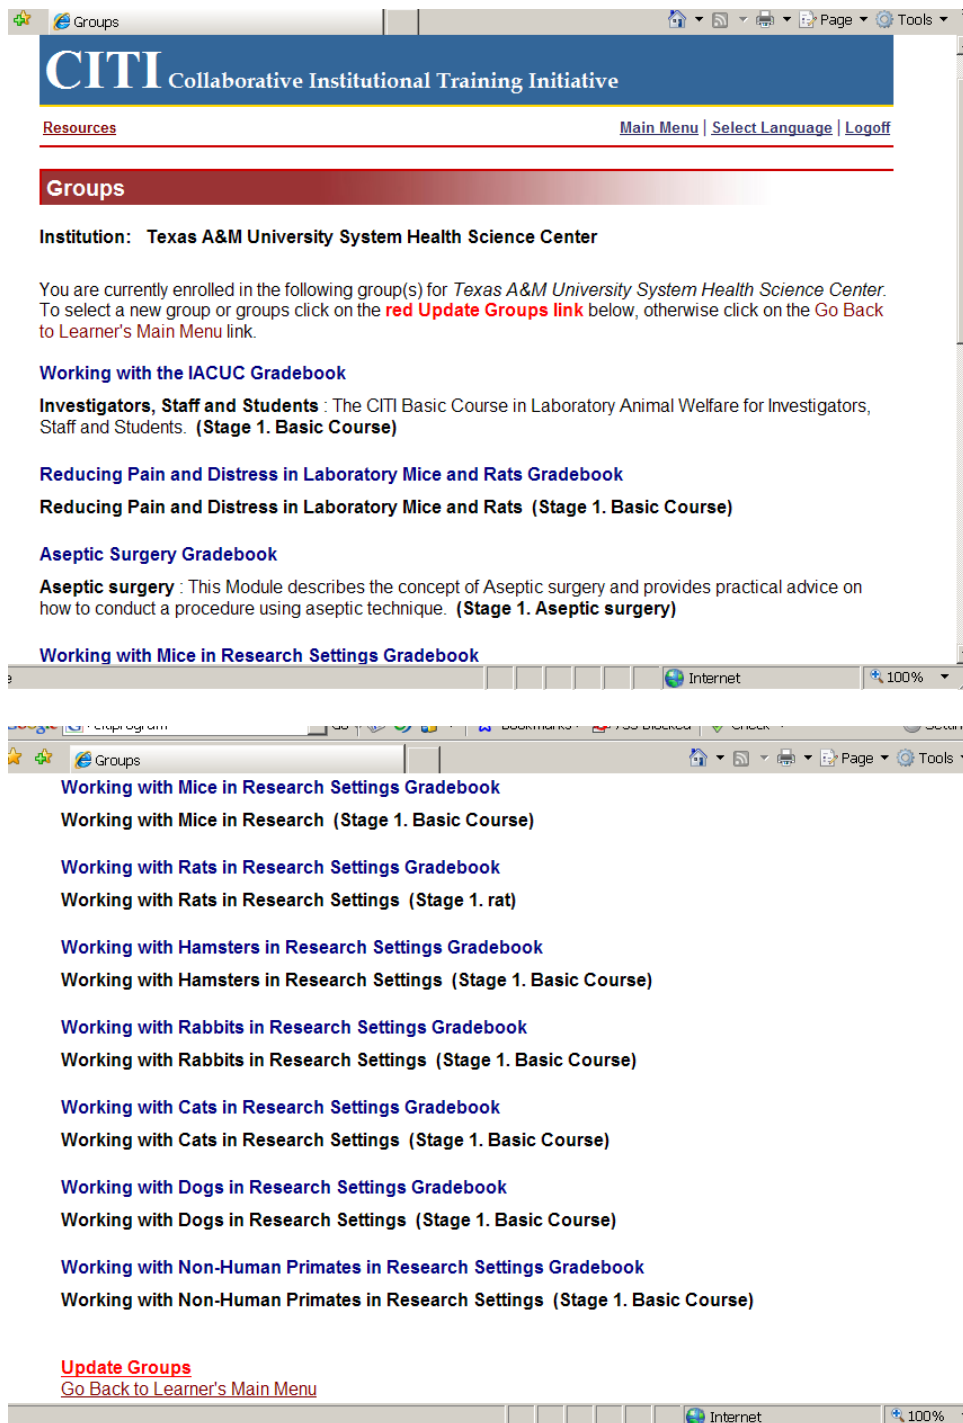 Groups
Page
Tools
CITI Collaborative Institutional Training Initiative
Resources
Main Menu | Select Language | Logoff
Groups
Institution: Texas A&M University System Health Science Center
You are currently enrolled in the following group(s) for Texas A&M University System Health Science Center.
To select a new group or groups click on the red Update Groups link below, otherwise click on the Go Back
to Learner's Main Menu link.
Working with the IACUC Gradebook
Investigators, Staff and Students : The CITI Basic Course in Laboratory Animal Welfare for Investigators,
Staff and Students. (Stage 1. Basic Course)
Reducing Pain and Distress in Laboratory Mice and Rats Gradebook
Reducing Pain and Distress in Laboratory Mice and Rats (Stage 1. Basic Course)
Aseptic Surgery Gradebook
Aseptic surgery : This Module describes the concept of Aseptic surgery and provides practical advice on
how to conduct a procedure using aseptic technique. (Stage 1. Aseptic surgery)
Working with Mice in Research Settings Gradebook
Internet
100%
Groups
Page
Tools
Working with Mice in Research Settings Gradebook
Working with Mice in Research (Stage 1. Basic Course)
Working with Rats in Research Settings Gradebook
Working with Rats in Research Settings (Stage 1. rat)
Working with Hamsters in Research Settings Gradebook
Working with Hamsters in Research Settings (Stage 1. Basic Course)
Working with Rabbits in Research Settings Gradebook
Working with Rabbits in Research Settings (Stage 1. Basic Course)
Working with Cats in Research Settings Gradebook
Working with Cats in Research Settings (Stage 1. Basic Course)
Working with Dogs in Research Settings Gradebook
Working with Dogs in Research Settings (Stage 1. Basic Course)
Working with Non-Human Primates in Research Settings Gradebook
Working with Non-Human Primates in Research Settings (Stage 1. Basic Course)
Update Groups
Go Back to Learner's Main Menu
Internet
100%